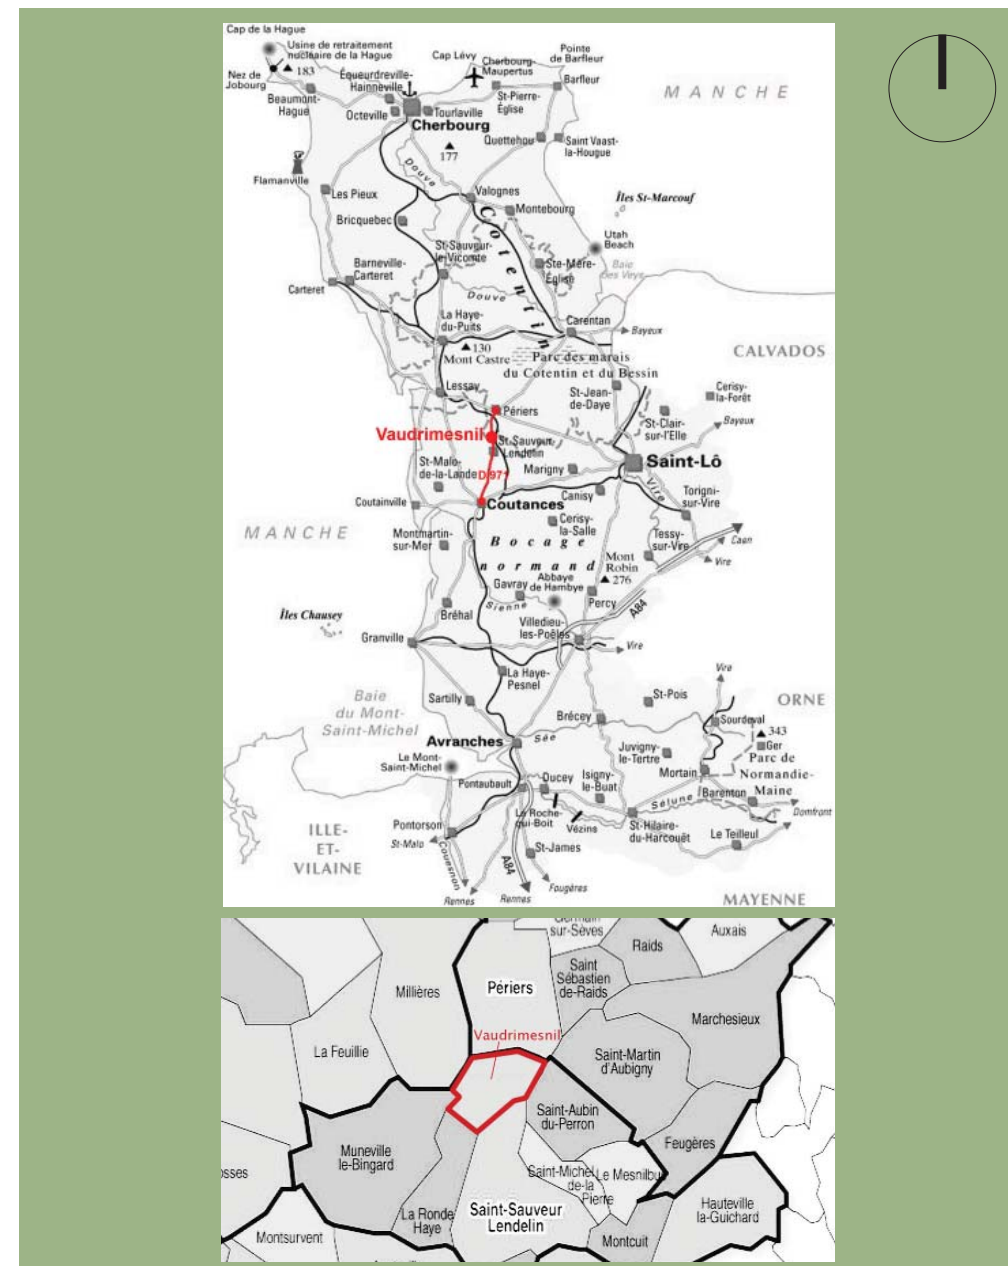 Cap de la Hague
Usine de retraitement
nucléaire de la Hague
183
Nez de
Jobourg
Beaumont-
Hague
Équeurdreville-
Hainneville
Octeville
Tourlaville
Cherbourg
Cap Lévy
Cherbourg-
Maupertus
St-Pierre-
Église
Pointe
de Barfleur
Barfleur
MANCHE
Quettehou
Saint Vaast-
la-Hougue
177
Douve
Flamanville
Les Pieux
Valognes
Montebourg
Îles St-Marcouf
Bricquebec
Cotentin
St-Sauveur-
le-Vicomte
Utah
Beach
Ste-Mère-
Église
Baie
des Veys
Barneville-
Carteret
Carteret
Douve
La Haye-
du-Puits
Carentan
Bayeux
130
Mont Castre
Parc des marais
du Cotentin et du Bessin
CALVADOS
Lessay
St-Jean-
de-Daye
Cerisy-
la-Forêt
Périers
St-Clair-
sur-l'Elle
Bayeux
Vaudrimesnil
St-Sauveur-
Lendelin
St-Malo-
de-la-Lande
D971
Marigny
Saint-Lô
Vire
Canisy
Torigni-
sur-Vire
Coutainville
Coutances
Cerisy-
la-Salle
MANCHE
Montmartin-
sur-Mer
Bocage
normand
Tessy-
sur-Vire
Caen
Vire
Mont
Robin
276
Gavray
Abbaye
de Hambye
Sienne
Percy
A84
Îles Chausey
Bréhal
Villedieu-
les-Poêles
Granville
Vire
La Haye-
Pesnel
Vire
Baie
du Mont-
Saint-Michel
Sartilly
St-Pois
ORNE
Brécey
Sourdeval
343
Ger
Avranches
Sée
Juvigny-
le-Tertre
Parc de
Normandie-
Maine
Le Mont-
Saint-Michel
Mortain
Pontaubault
Ducey
Isigny-
le-Buat
Sélune
Barenton
Domfront
La Roche-
qui-Boit
Vézins
St-Hilaire-
du-Harcouët
Le Teilleul
Pontorson
St-Malo
Couesnon
St-James
ILLE-
ET-
VILAINE
A84
Rennes
Rennes
Fougères
MAYENNE
Germain
sur-Sèves
Raids
Auxais
Saint
Sébastien
de-Raids
Millières
Périers
Marchesieux
Vaudrimesnil
La Feuillie
Saint-Martin
d'Aubigny
Saint-Aubin
du-Perron
Feugères
Muneville
le-Bingard
osses
Saint-Michel
de-la
Pierre
Le Mesnilbu
La Ronde
Haye
Saint-Sauveur
Lendelin
Hauteville
la-Guichard
Montsurvent
Montcuit